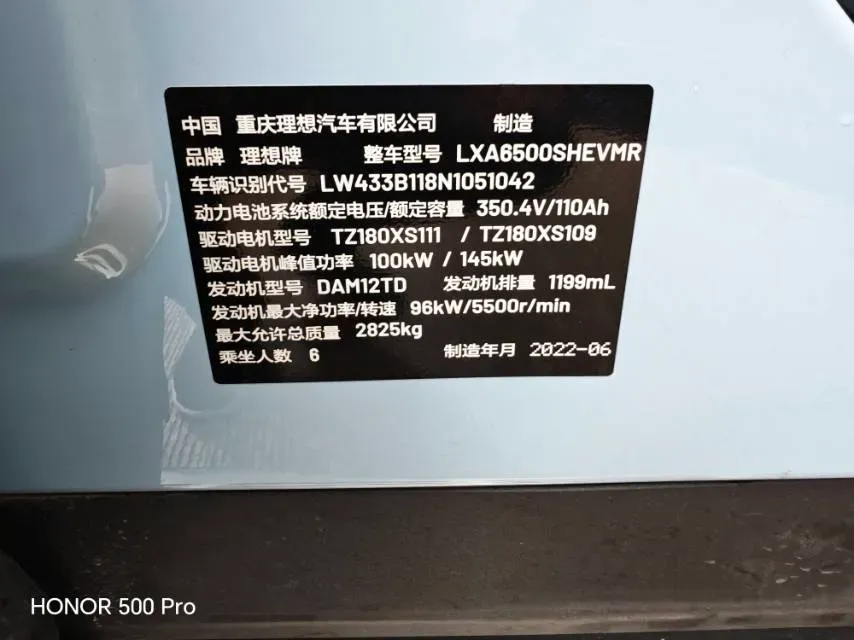 中国 重庆理想汽车有限公司 制造
品牌 理想牌 整车型号 LXA6500SHEVMR
车辆识别代号 LW433B118N1051042
动力电池系统额定电压/额定容量 350.4V/110Ah
驱动电机型号 TZ180XS111 / TZ180XS109
驱动电机峰值功率 100kW / 145kW
发动机型号 DAM12TD 发动机排量 1199mL
发动机最大净功率/转速 96kW/5500r/min
最大允许总质量 2825kg
乘坐人数 6 制造年月 2022-06
HONOR 500 Pro